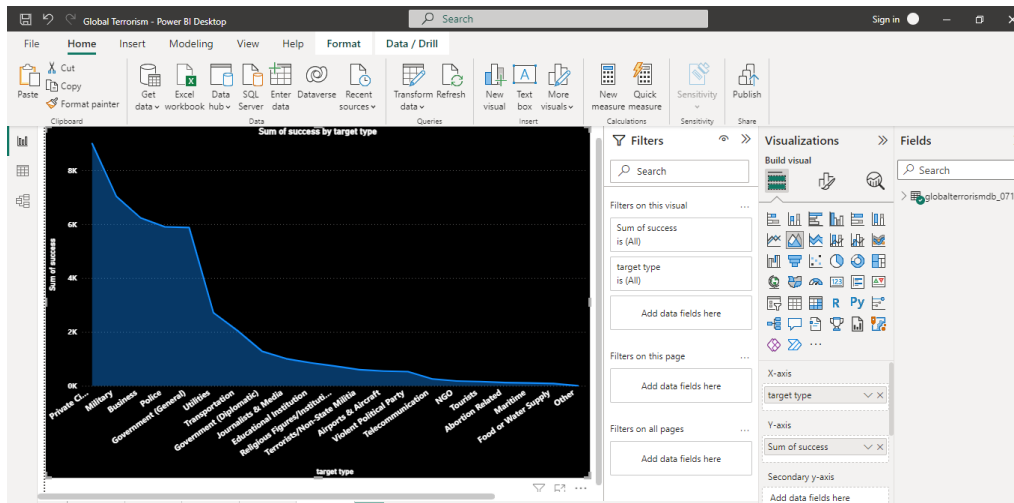 Global Terrorism - Power BI Desktop
Search
Sign in
File Home Insert Modeling View Help Format Data / Drill
Paste
Cut
Copy
Format painter
Clipboard
Get data
Excel workbook
Data hub
SQL Server
Enter data
Dataverse
Recent sources
Data
Transform data
Refresh
Queries
New visual
Text box
More visuals
Insert
New measure
Quick measure
Calculations
Sensitivity
Sensitivity
Publish
Share
Sum of success by target type
Sum of success
8K
6K
4K
2K
0K
Private Ci...
Military
Business
Police
Government (General)
Utilities
Transportation
Government (Diplomatic)
Journalists & Media
Educational Institution
Religious Figures/Instituti...
Terrorists/Non-State Militia
Airports & Aircraft
Violent Political Party
Telecommunication
NGO
Tourists
Abortion Related
Maritime
Food or Water Supply
Other
target type
Filters
Search
Filters on this visual
Sum of success
is (All)
target type
is (All)
Add data fields here
Filters on this page
Add data fields here
Filters on all pages
Add data fields here
Visualizations
Build visual
123
R
Py
X-axis
target type
Y-axis
Sum of success
Secondary y-axis
Add data fields here
Fields
Search
globalterrorismdb_071